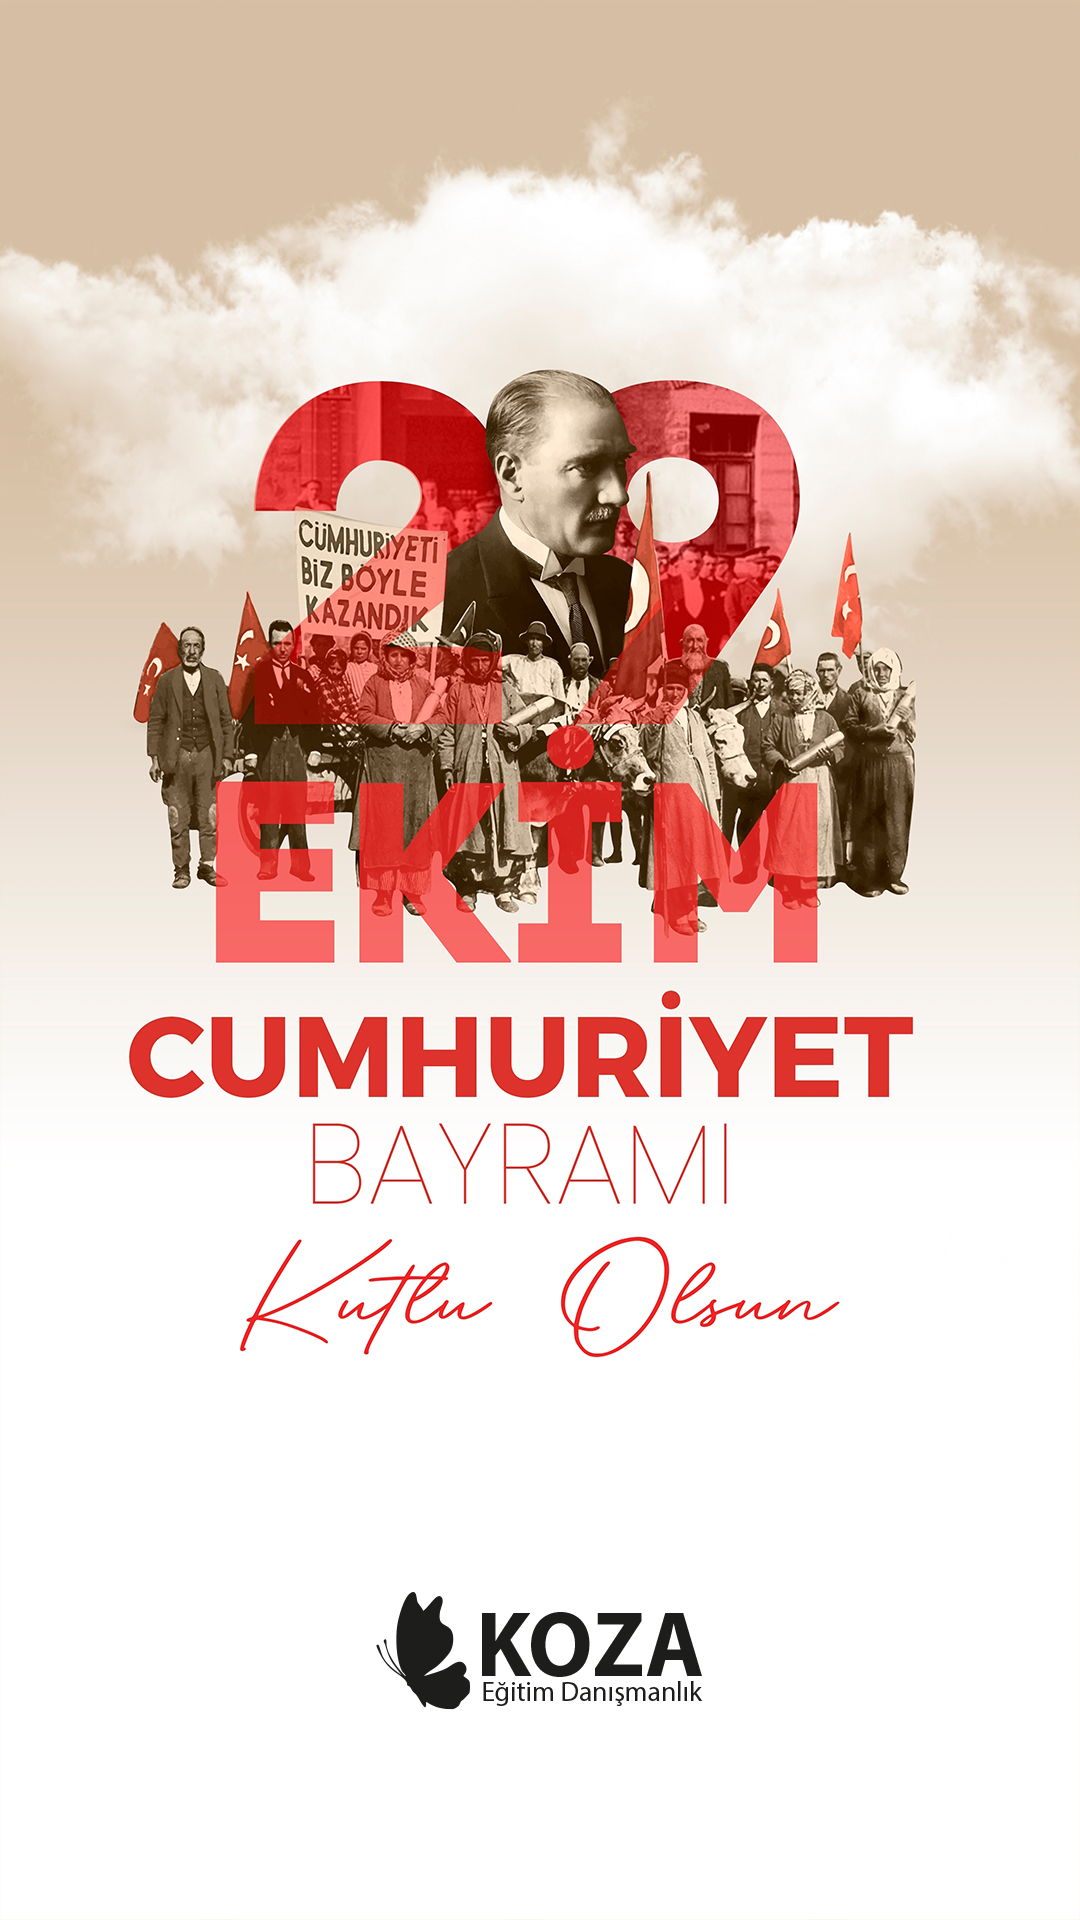 29
CÜMHURİYETİ
BİZ BÖYLE
KAZANDIK
EKİM
CUMHURİYET
BAYRAMI
Kutlu Olsun
KOZA
Eğitim Danışmanlık